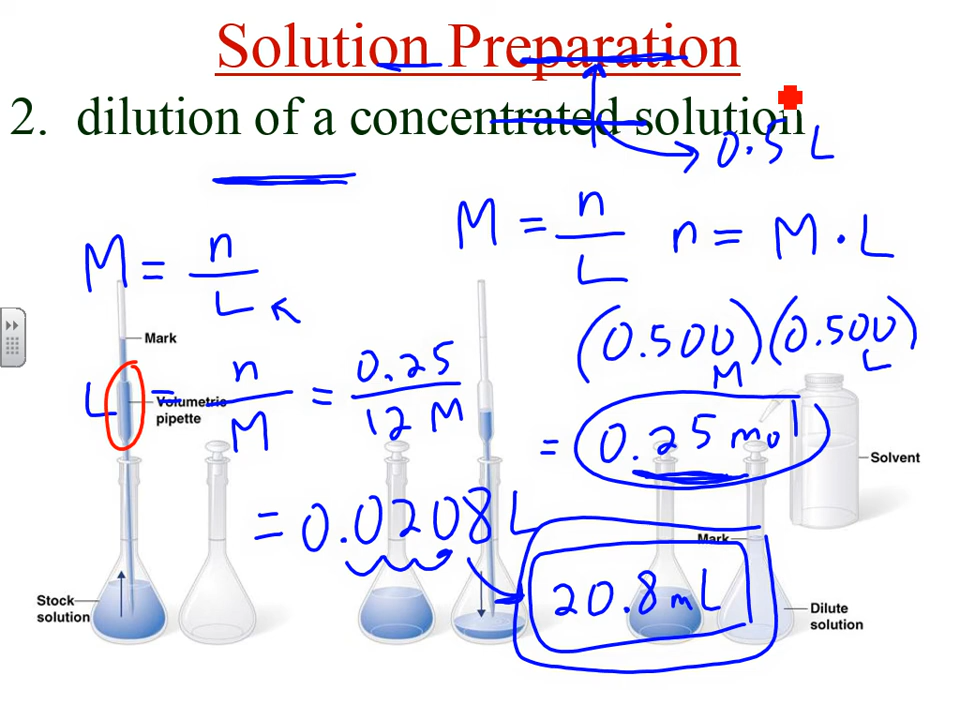 Solution Preparation
2. dilution of a concentrated solution
0.5 L
M = n / L
n = M · L
M = n / L
(0.500 M)(0.500 L)
Mark
L = n / M = 0.25 / 12 M
Volumetric
pipette
= 0.25 mol
Solvent
= 0.0208 L
Mark
20.8 mL
Stock
solution
Dilute
solution